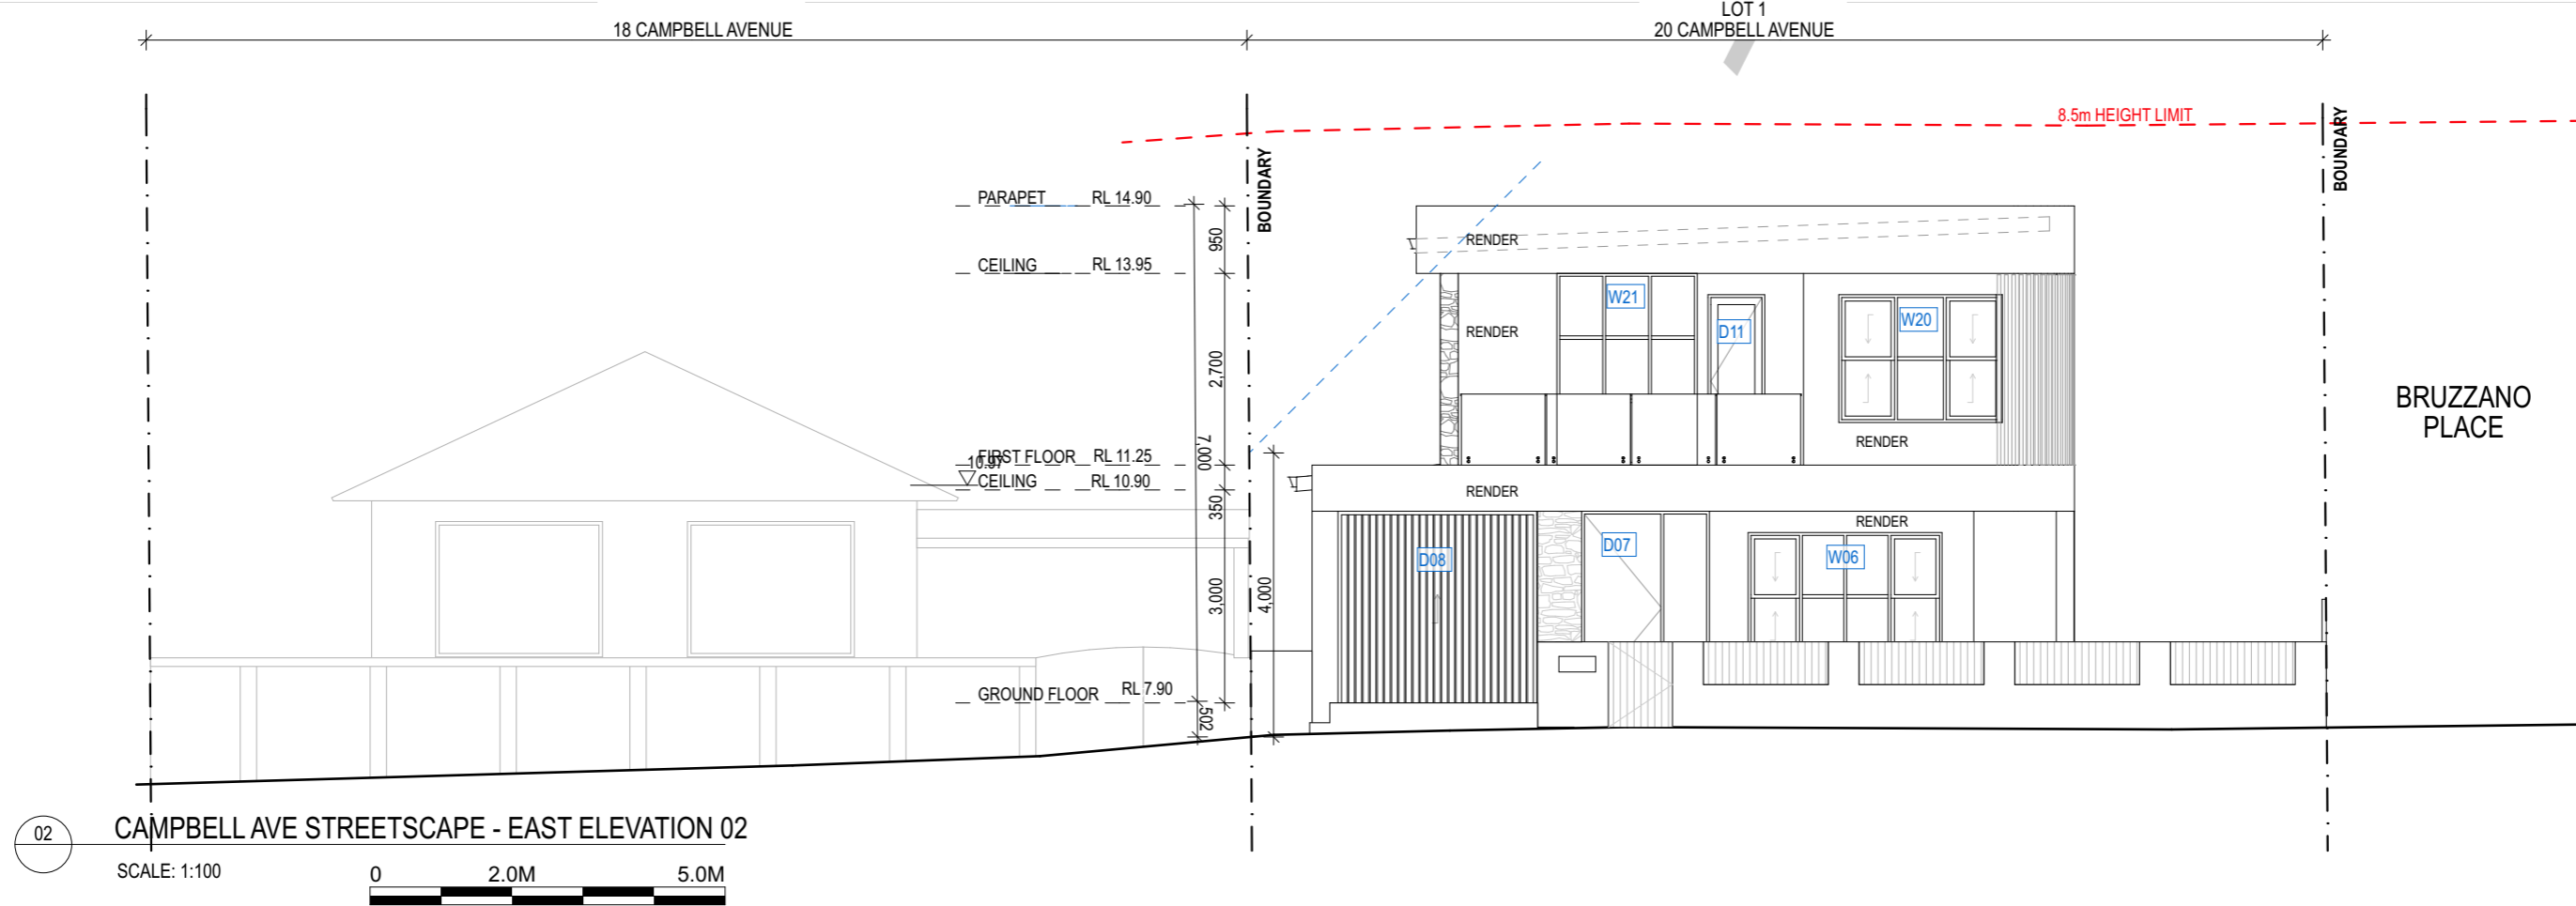 LOT 1
18 CAMPBELL AVENUE
20 CAMPBELL AVENUE
8.5m HEIGHT LIMIT
BOUNDARY
BOUNDARY
PARAPET RL 14.90
950
RENDER
CEILING RL 13.95
W21
W20
D11
RENDER
2,700
BRUZZANO
PLACE
7,000
RENDER
FIRST FLOOR RL 11.25
10.97
CEILING RL 10.90
RENDER
350
RENDER
D08
D07
W06
3,000
4,000
GROUND FLOOR RL 7.90
502
02
CAMPBELL AVE STREETSCAPE - EAST ELEVATION 02
SCALE: 1:100
0 2.0M 5.0M